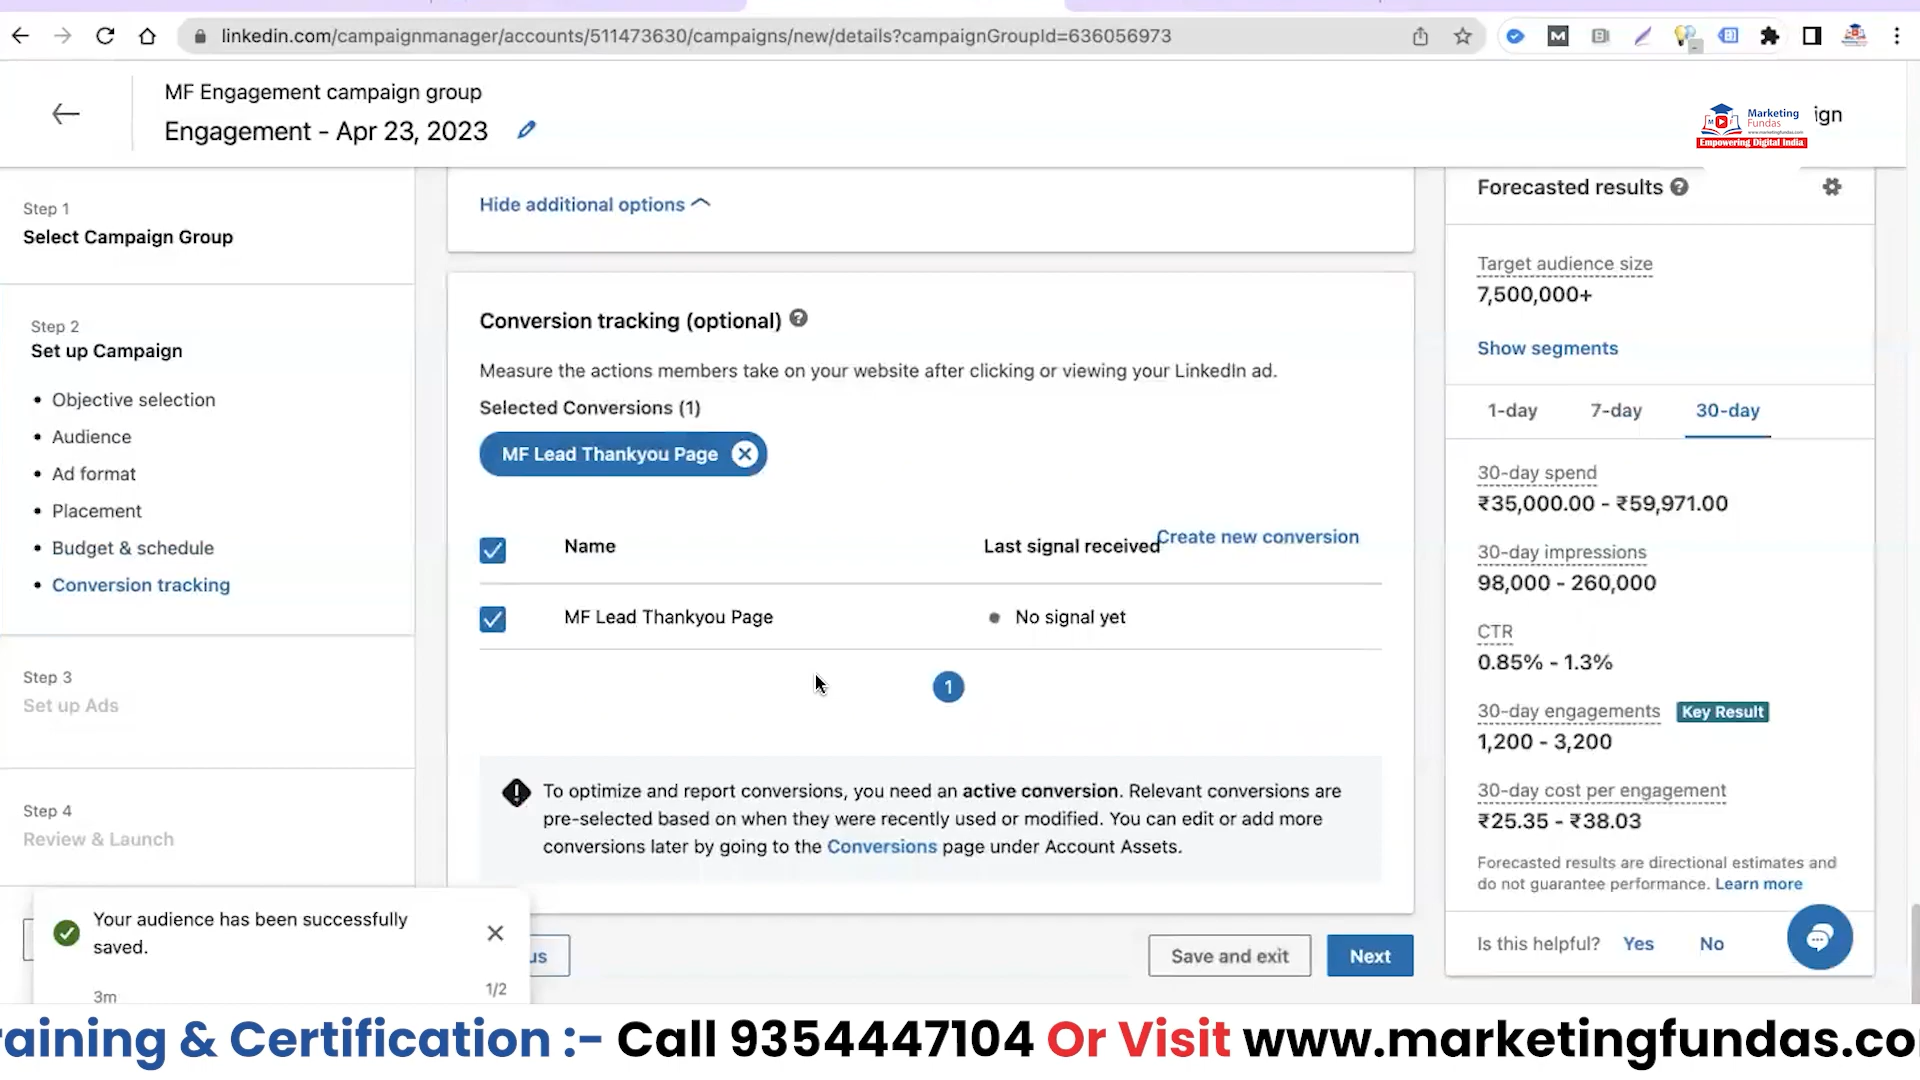 linkedin.com/campaignmanager/accounts/511473630/campaigns/new/details?campaignGroupId=636056973
MF Engagement campaign group
Engagement - Apr 23, 2023
Marketing
Fundas
www.marketingfundas.com
Empowering Digital India
ign
Step 1
Select Campaign Group
Step 2
Set up Campaign
• Objective selection
• Audience
• Ad format
• Placement
• Budget & schedule
• Conversion tracking
Step 3
Set up Ads
Step 4
Review & Launch
Your audience has been successfully
saved.
3m
1/2
Hide additional options
Conversion tracking (optional)
Measure the actions members take on your website after clicking or viewing your LinkedIn ad.
Selected Conversions (1)
MF Lead Thankyou Page
Name
Last signal received
Create new conversion
MF Lead Thankyou Page
No signal yet
1
To optimize and report conversions, you need an active conversion. Relevant conversions are
pre-selected based on when they were recently used or modified. You can edit or add more
conversions later by going to the Conversions page under Account Assets.
us
Save and exit
Next
Forecasted results
Target audience size
7,500,000+
Show segments
1-day 7-day 30-day
30-day spend
₹35,000.00 - ₹59,971.00
30-day impressions
98,000 - 260,000
CTR
0.85% - 1.3%
30-day engagements Key Result
1,200 - 3,200
30-day cost per engagement
₹25.35 - ₹38.03
Forecasted results are directional estimates and
do not guarantee performance. Learn more
Is this helpful? Yes No
raining & Certification :- Call 9354447104 Or Visit www.marketingfundas.co